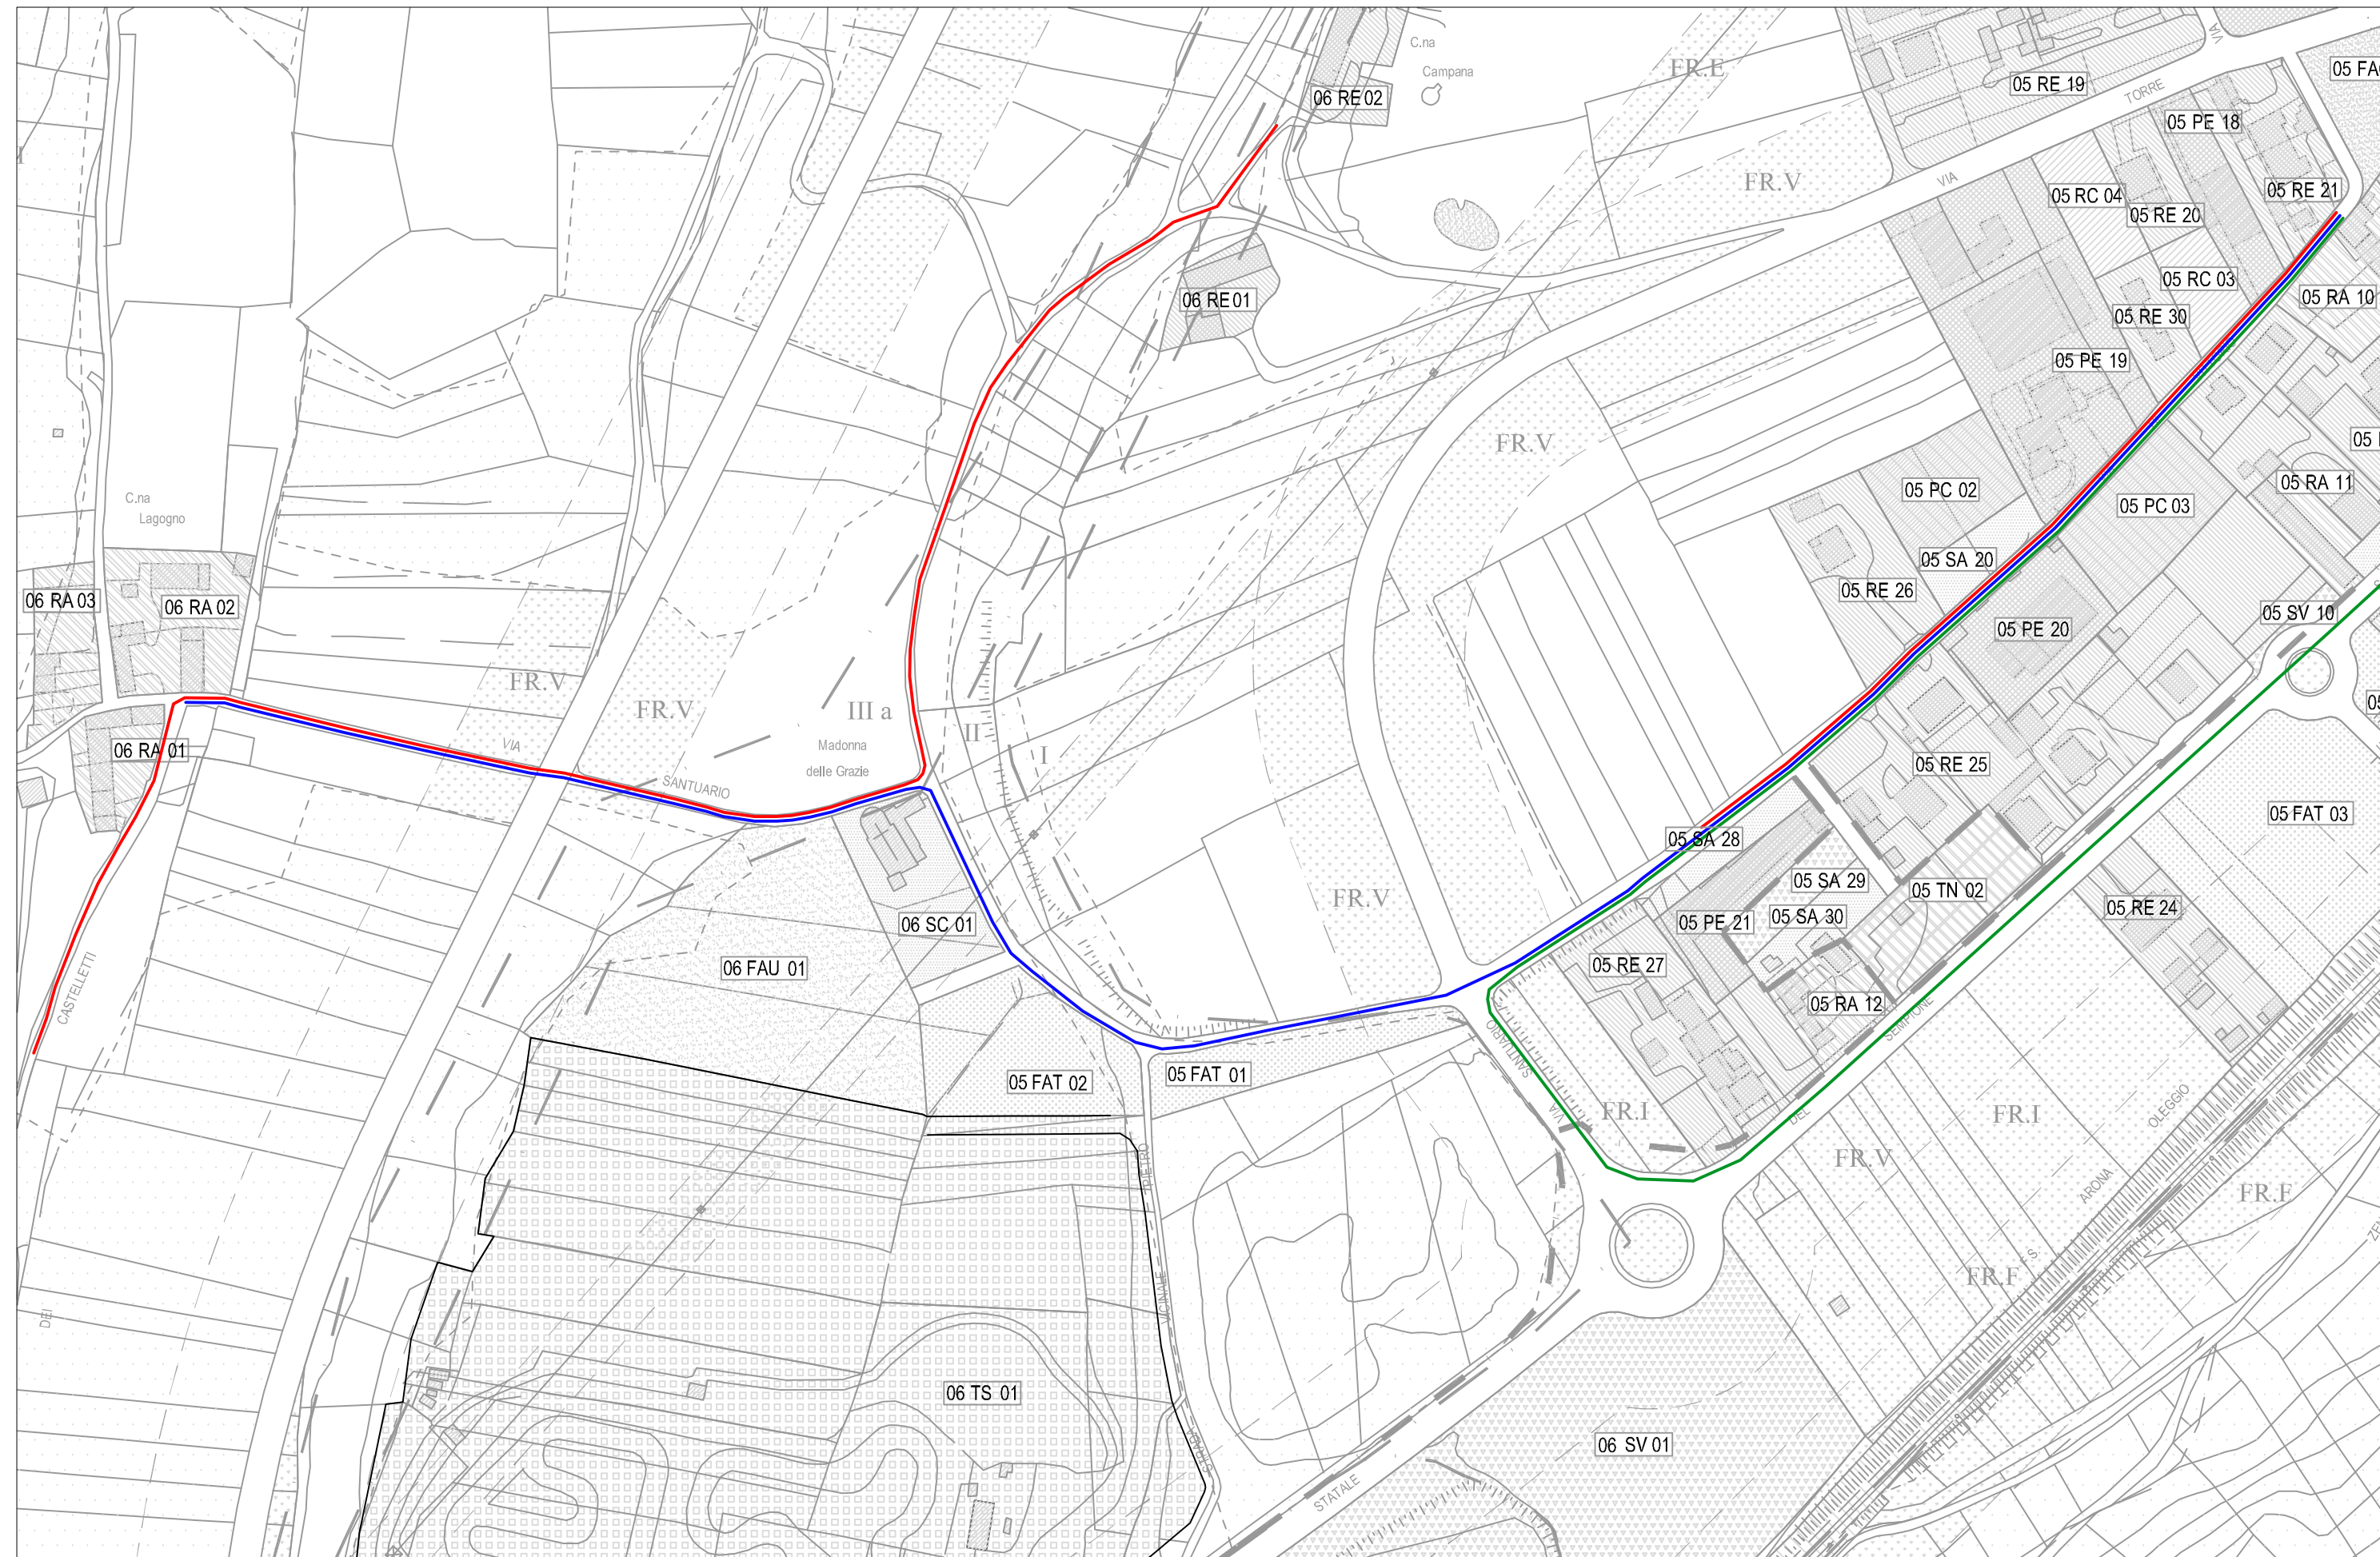 C.na
Campana
06 RE 02
FR.E
05 RE 19
VIA
TORRE
VIA
05 PE 18
FR.V
05 RC 04
05 RE 20
05 RE 21
05 RC 03
05 RA 10
06 RE 01
05 RE 30
05 PE 19
FR.V
C.na
Lagogno
05 PC 02
05 PC 03
05 RA 11
05 SA 20
05 RE 26
06 RA 03
06 RA 02
05 SV 10
05 PE 20
FR.V
FR.V
III a
II
I
Madonna
delle Grazie
06 RA 01
VIA
SANTUARIO
05 RE 25
05 FAT 03
05 SA 28
05 SA 29
05 TN 02
05 SA 30
05 PE 21
05 RE 24
FR.V
06 SC 01
06 FAU 01
05 RE 27
05 RA 12
CASTELLETTI
SEMPIONE
SANTUARIO
VIA
05 FAT 02
05 FAT 01
DEL
FR.I
FR.I
FR.V
OLEGGIO
ARONA
FR.F
FR.F
F S
VICINALE
DEI
06 TS 01
STRADA
06 SV 01
STATALE